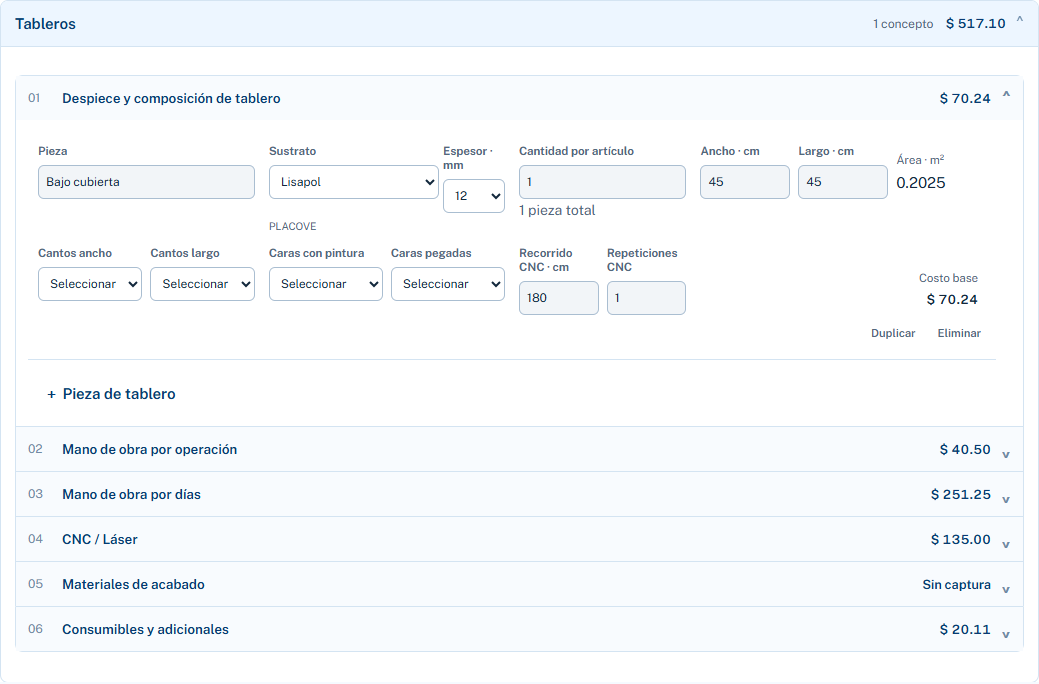 Tableros 1 concepto $ 517.10 ^
01 Despiece y composición de tablero $ 70.24 ^
Pieza Sustrato Espesor · mm Cantidad por artículo Ancho · cm Largo · cm Área · m²
Bajo cubierta Lisapol 12 1 45 45 0.2025
1 pieza total
PLACOVE
Cantos ancho Cantos largo Caras con pintura Caras pegadas Recorrido CNC · cm Repeticiones CNC
Seleccionar Seleccionar Seleccionar Seleccionar 180 1
Costo base
$ 70.24
Duplicar Eliminar
+ Pieza de tablero
02 Mano de obra por operación $ 40.50 v
03 Mano de obra por días $ 251.25 v
04 CNC / Láser $ 135.00 v
05 Materiales de acabado Sin captura v
06 Consumibles y adicionales $ 20.11 v